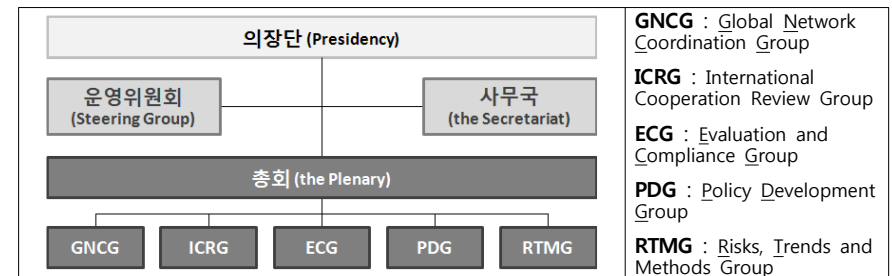 의장단 (Presidency)
운영위원회
(Steering Group)
사무국
(the Secretariat)
총회 (the Plenary)
GNCG
ICRG
ECG
PDG
RTMG
GNCG : Global Network
Coordination Group
ICRG : International
Cooperation Review Group
ECG : Evaluation and
Compliance Group
PDG : Policy Development
Group
RTMG : Risks, Trends and
Methods Group